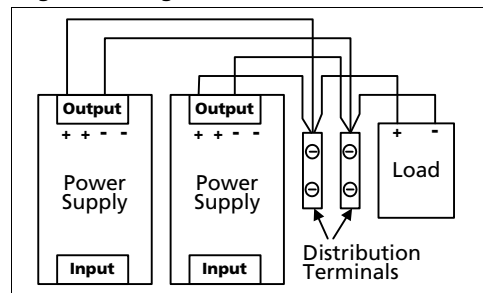 Output
+ + - -
Power
Supply
Input
Output
+ + - -
Power
Supply
Input
+ -
Load
Distribution
Terminals